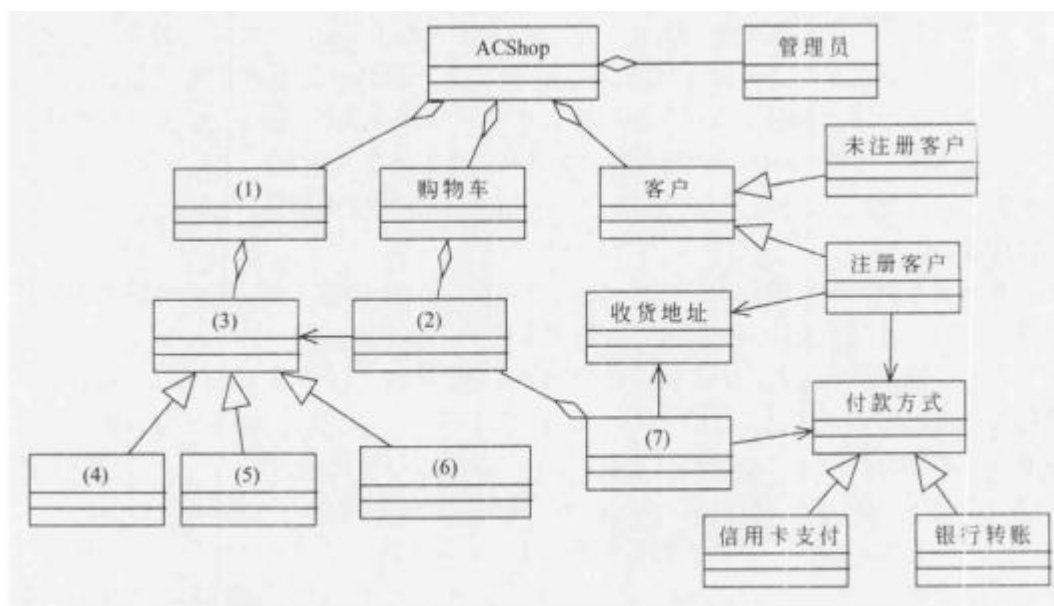 ACShop
管理员
未注册客户
(1)
购物车
客户
注册客户
(3)
(2)
收货地址
付款方式
(7)
(4)
(5)
(6)
信用卡支付
银行转账